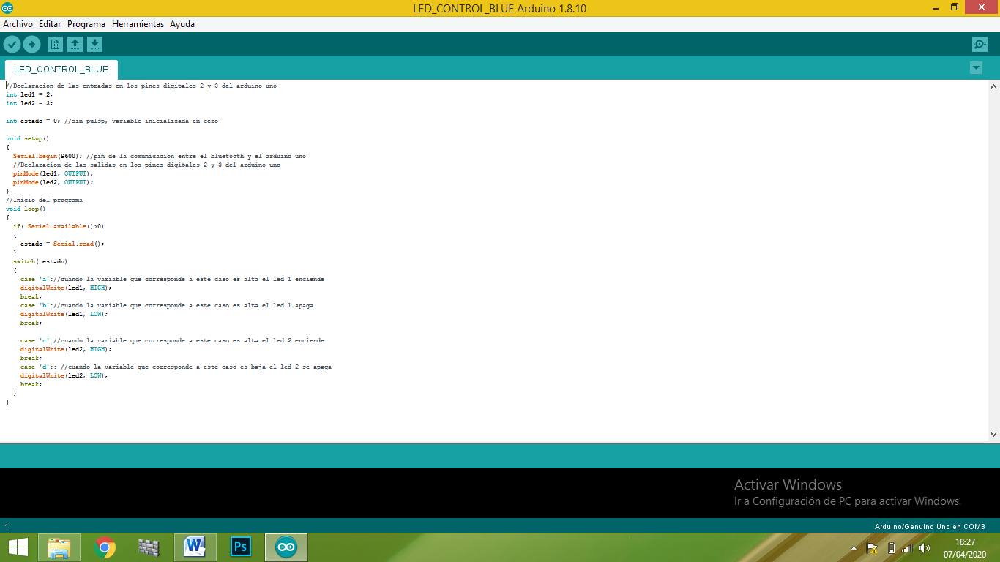 LED_CONTROL_BLUE Arduino 1.8.10
Archivo Editar Programa Herramientas Ayuda
LED_CONTROL_BLUE
//Declaracion de las entradas en los pines digitales 2 y 3 del arduino uno
int led1 = 2;
int led2 = 3;
int estado = 0; //sin pulsp, variable inicializada en cero
void setup()
{
Serial.begin(9600); //pin de la comunicacion entre el bluetooth y el arduino uno
//Declaracion de las salidas en los pines digitales 2 y 3 del arduino uno
pinMode(led1, OUTPUT);
pinMode(led2, OUTPUT);
}
//Inicio del programa
void loop()
{
if( Serial.available()>0)
{
estado = Serial.read();
}
switch( estado)
{
case 'a'://cuando la variable que corresponde a este caso es alta el led 1 enciende
digitalWrite(led1, HIGH);
break;
case 'b'://cuando la variable que corresponde a este caso es alta el led 1 apaga
digitalWrite(led1, LOW);
break;
case 'c'://cuando la variable que corresponde a este caso es alta el led 2 enciende
digitalWrite(led2, HIGH);
break;
case 'd':: //cuando la variable que corresponde a este caso es baja el led 2 se apaga
digitalWrite(led2, LOW);
break;
}
}
Activar Windows
Ir a Configuración de PC para activar Windows.
1
Arduino/Genuino Uno en COM3
Ps
18:27
07/04/2020